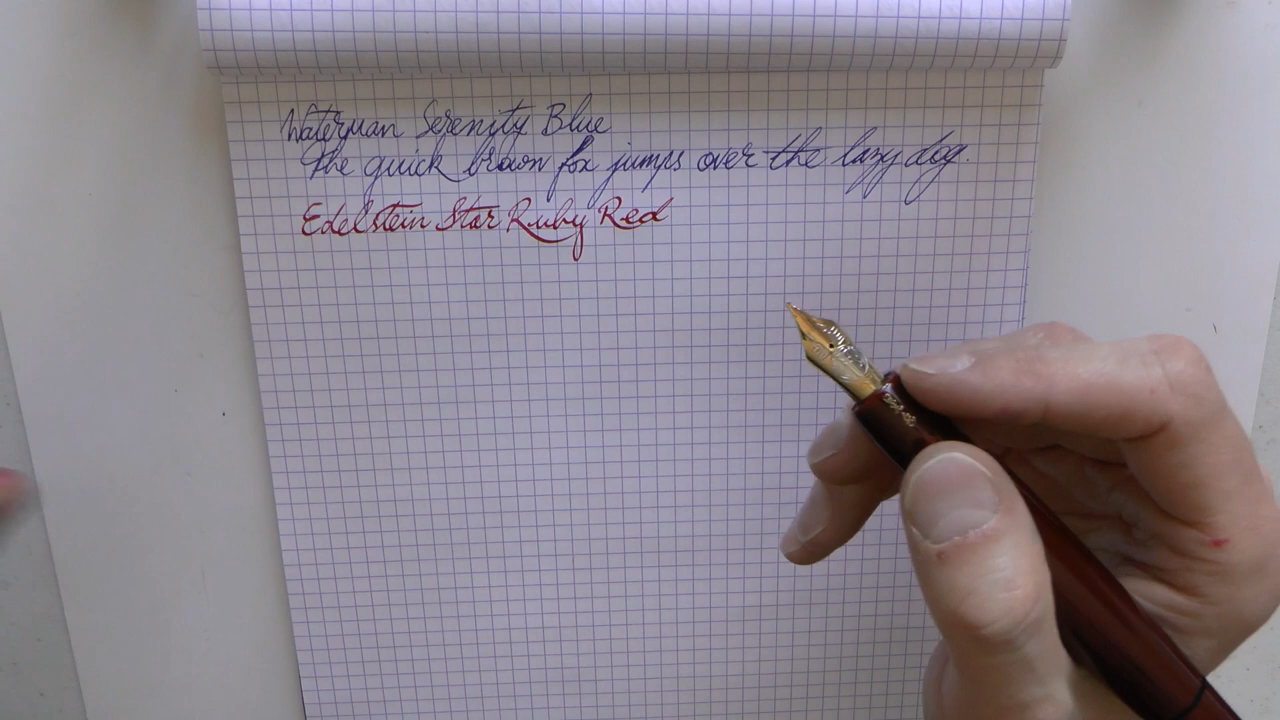 Waterman Serenity Blue
The quick brown fox jumps over the lazy dog.
Edelstein Star Ruby Red